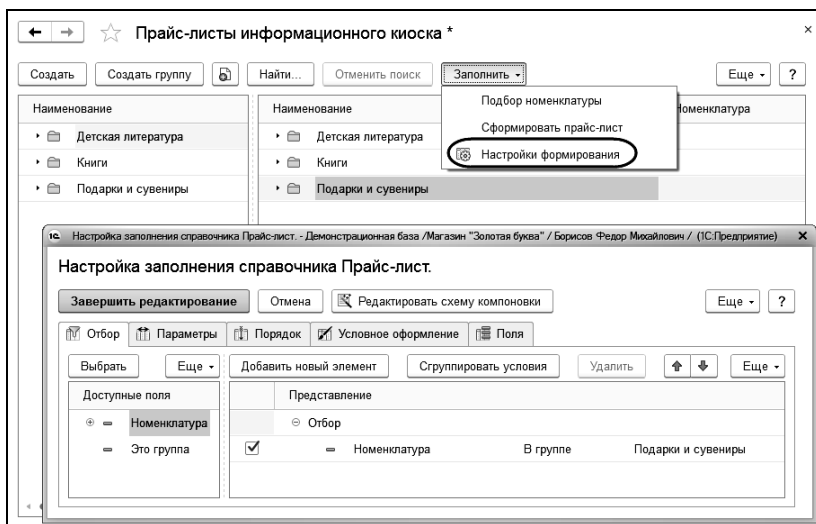 Прайс-листы информационного киоска *
Создать Создать группу Найти... Отменить поиск Заполнить Еще ?
Подбор номенклатуры
Сформировать прайс-лист
Настройки формирования
Наименование Наименование Номенклатура
Детская литература Детская литература
Книги Книги
Подарки и сувениры Подарки и сувениры
1С Настройка заполнения справочника Прайс-лист. - Демонстрационная база /Магазин "Золотая буква" / Борисов Федор Михайлович / (1С:Предприятие)
Настройка заполнения справочника Прайс-лист.
Завершить редактирование Отмена Редактировать схему компоновки Еще ?
Отбор Параметры Порядок Условное оформление Поля
Выбрать Еще Добавить новый элемент Сгруппировать условия Удалить Еще
Доступные поля Представление
Номенклатура Отбор
Это группа Номенклатура В группе Подарки и сувениры